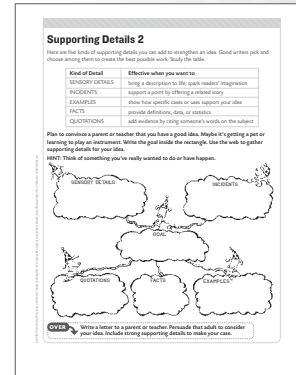 Supporting Details 2
Here are five kinds of supporting details you can add to strengthen an idea. Good writers pick and
choose among them to create the best possible work. Study the table.
Kind of Detail Effective when you want to
SENSORY DETAILS bring a description to life, spark readers' imagination
INCIDENTS support a point by offering a related story
EXAMPLES show how specific cases or uses support your idea
FACTS provide definitions, data, or statistics
QUOTATIONS add evidence by citing someone's words on the subject
Plan to convince a parent or teacher that you have a good idea. Maybe it's getting a pet or
learning to play an instrument. Write the goal inside the rectangle. Use the web to gather
supporting details for your idea.
HINT: Think of something you've really wanted to do or have happen.
SENSORY DETAILS
INCIDENTS
GOAL
QUOTATIONS
FACTS
EXAMPLES
OVER
Write a letter to a parent or teacher. Persuade that adult to consider
your idea. Include strong supporting details to make your case.